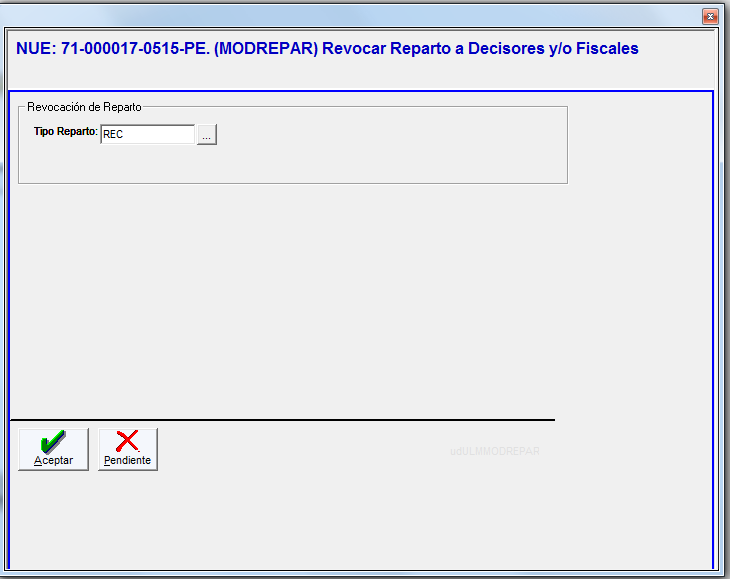 NUE: 71-000017-0515-PE. (MODREPAR) Revocar Reparto a Decisores y/o Fiscales
Revocación de Reparto
Tipo Reparto: REC ...
Aceptar Pendiente
udULMMODREPAR